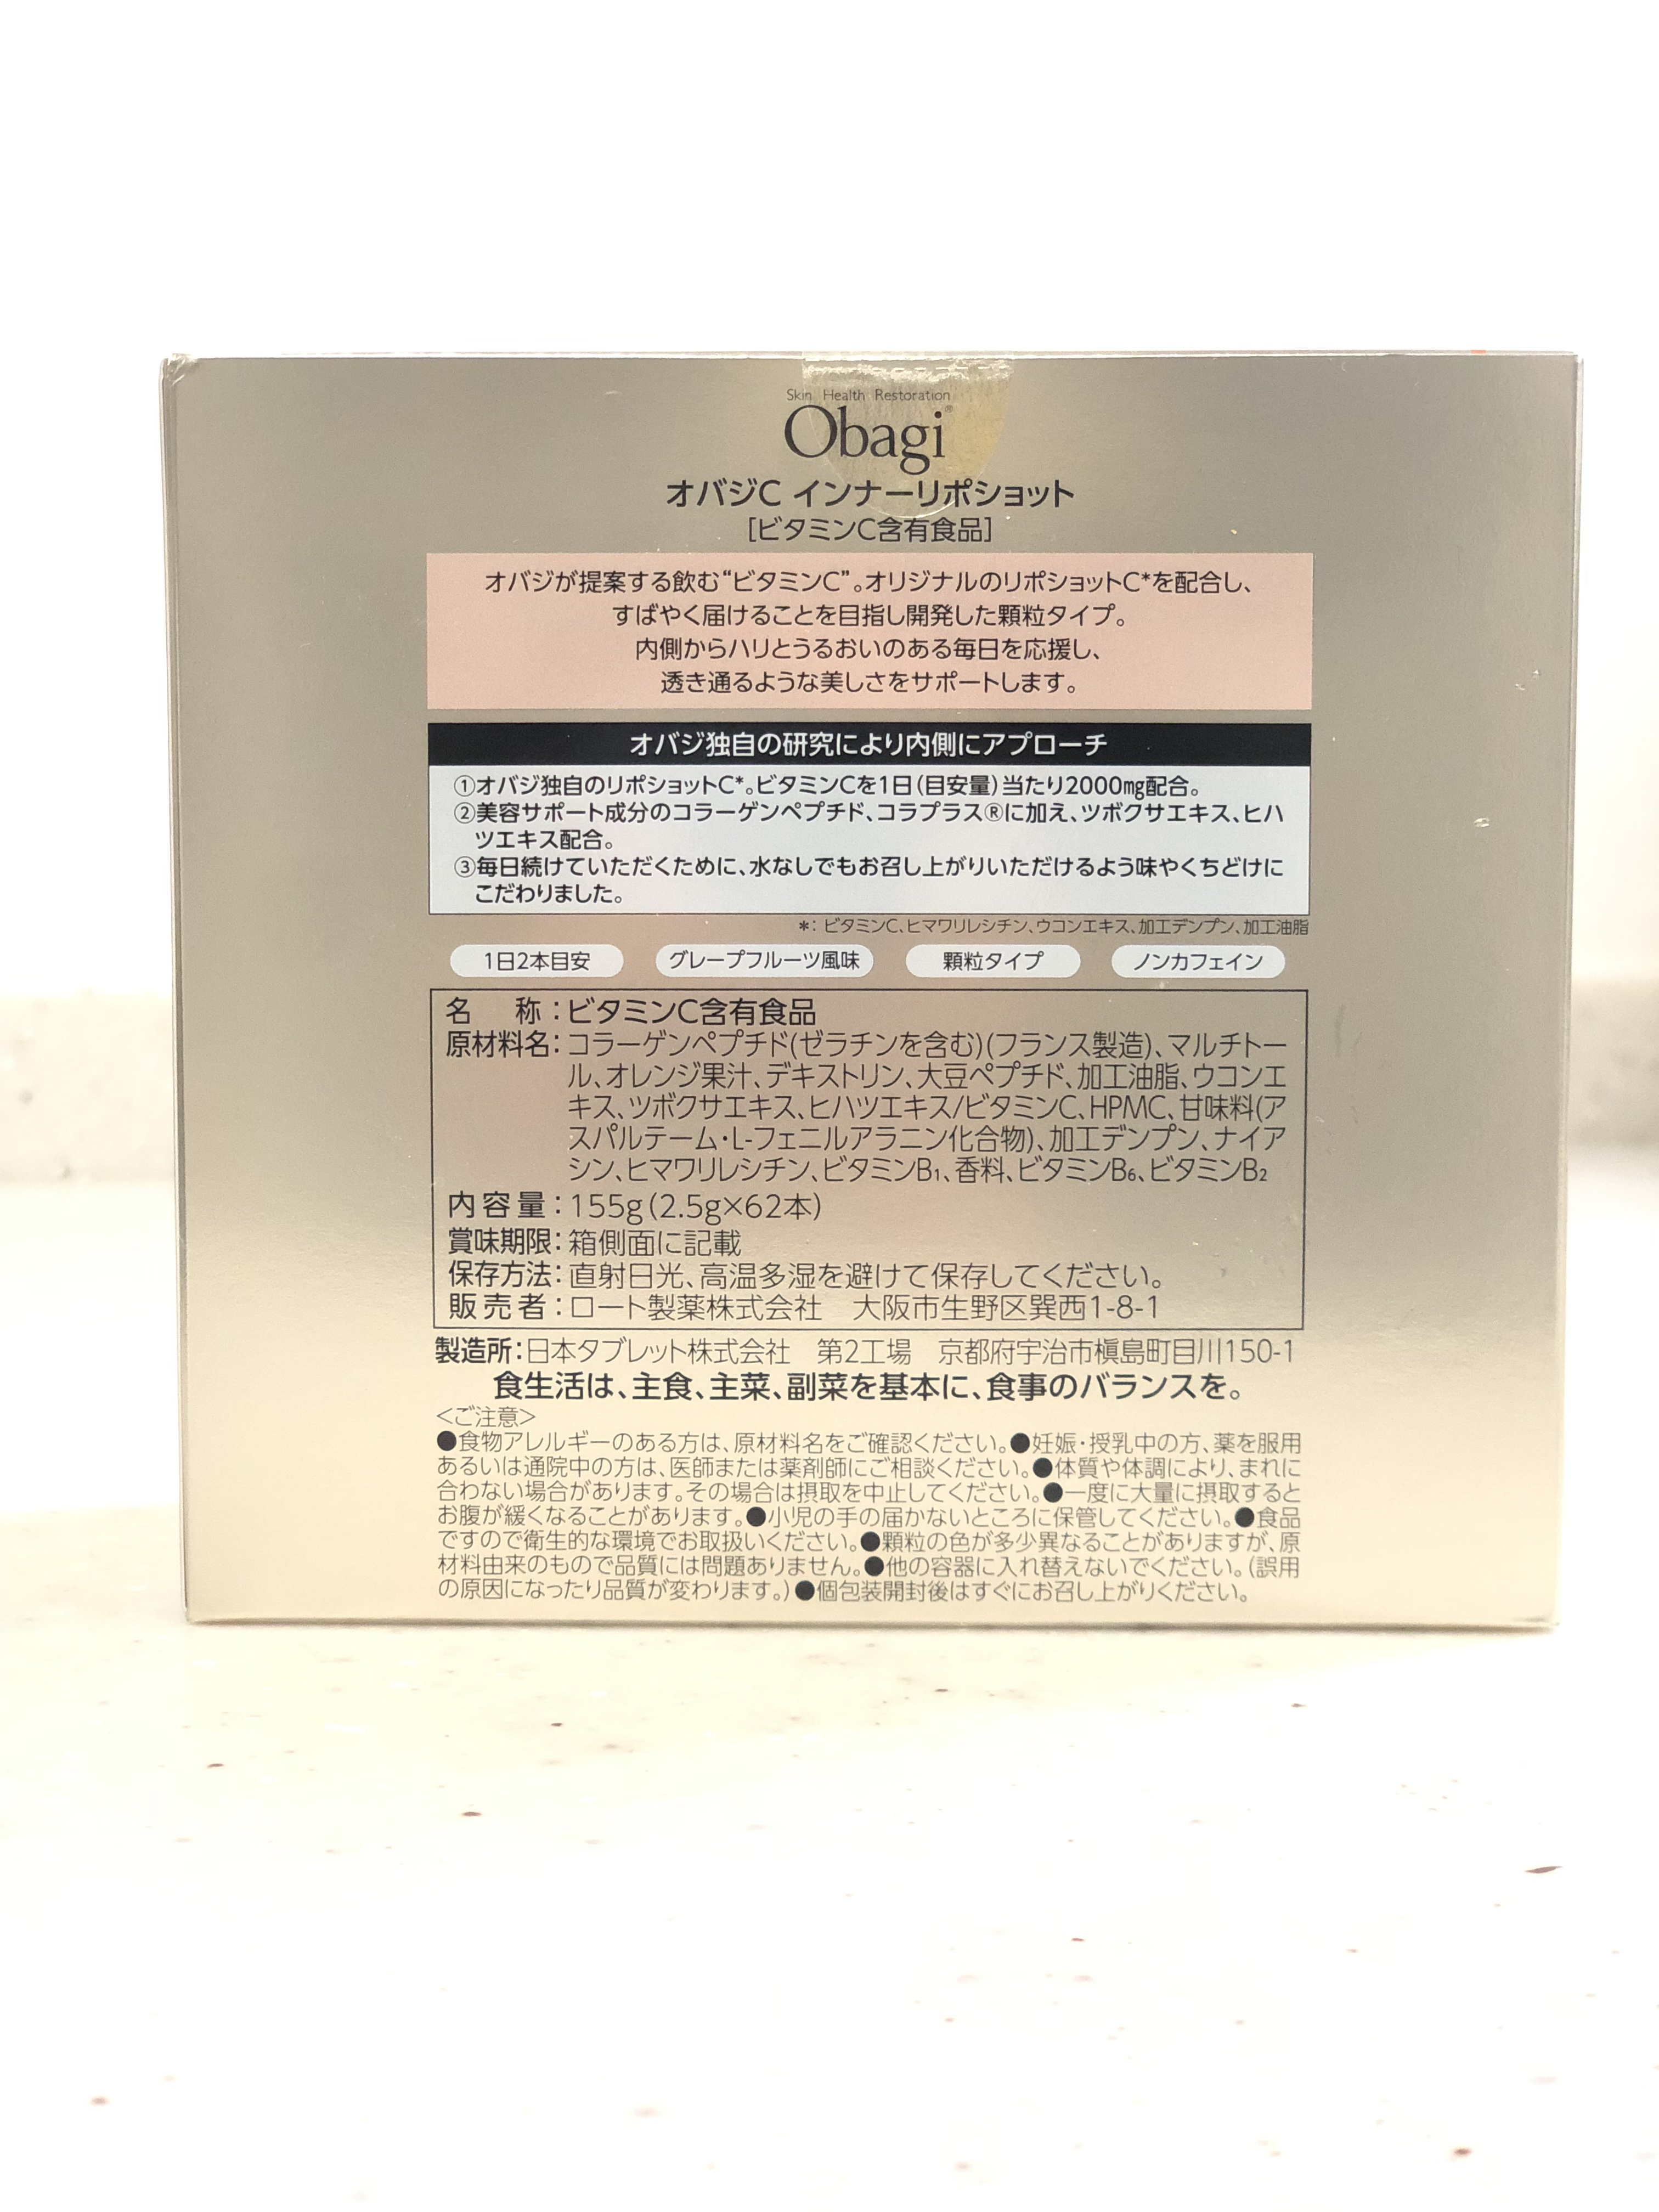 Skin Health Restoration
Obagi®
オバジC インナーリポショット
[ビタミンC含有食品]
オバジが提案する飲む“ビタミンC”。オリジナルのリポショットC*を配合し、
すばやく届けることを目指し開発した顆粒タイプ。
内側からハリとうるおいのある毎日を応援し、
透き通るような美しさをサポートします。
オバジ独自の研究により内側にアプローチ
①オバジ独自のリポショットC*。ビタミンCを1日(目安量)当たり2000㎎配合。
②美容サポート成分のコラーゲンペプチド、コラプラス®に加え、ツボクサエキス、ヒハ
ツエキス配合。
③毎日続けていただくために、水なしでもお召し上がりいただけるよう味やくちどけに
こだわりました。
*: ビタミンC、ヒマワリレシチン、ウコンエキス、加工デンプン、加工油脂
1日2本目安 グレープフルーツ風味 顆粒タイプ ノンカフェイン
名 称:ビタミンC含有食品
原材料名:コラーゲンペプチド(ゼラチンを含む)(フランス製造)、マルチトー
ル、オレンジ果汁、デキストリン、大豆ペプチド、加工油脂、ウコンエ
キス、ツボクサエキス、ヒハツエキス/ビタミンC、HPMC、甘味料(ア
スパルテーム・L-フェニルアラニン化合物)、加工デンプン、ナイア
シン、ヒマワリレシチン、ビタミンB₁、香料、ビタミンB₆、ビタミンB₂
内容量:155g(2.5g×62本)
賞味期限:箱側面に記載
保存方法:直射日光、高温多湿を避けて保存してください。
販売者:ロート製薬株式会社 大阪市生野区巽西1-8-1
製造所:日本タブレット株式会社 第2工場 京都府宇治市槇島町目川150-1
食生活は、主食、主菜、副菜を基本に、食事のバランスを。
<ご注意>
●食物アレルギーのある方は、原材料名をご確認ください。●妊娠・授乳中の方、薬を服用
あるいは通院中の方は、医師または薬剤師にご相談ください。●体質や体調により、まれに
合わない場合があります。その場合は摂取を中止してください。●一度に大量に摂取すると
お腹が緩くなることがあります。●小児の手の届かないところに保管してください。●食品
ですので衛生的な環境でお取扱いください。●顆粒の色が多少異なることがありますが、原
材料由来のもので品質には問題ありません。●他の容器に入れ替えないでください。(誤用
の原因になったり品質が変わります。)●個包装開封後はすぐにお召し上がりください。